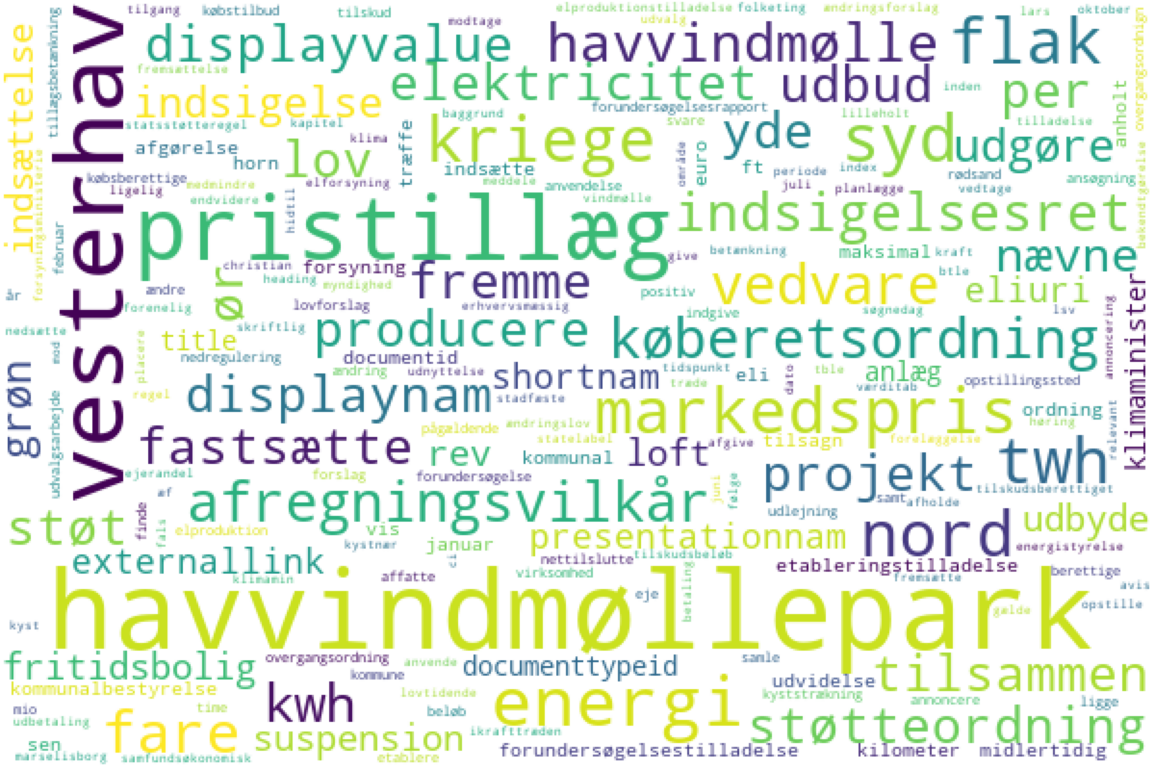 tilgang købstilbud tilskud modtage elproduktionstilladelse folketing ændringsforslag lars oktober
udvalg
indsættelse tillægsbetænkning vesterhav displayvalue havvindmølle flak overgangsordnign
fremsættelse elektricitet udbud inden per
indsigelse baggrund forundersøgelsesrapport anholt
statsstøtteregel kapitel klima kriege svare yde lilleholt syd tilladelse udgøre
afgørelse horn lov træffe indsætte område euro ft periode index rødsand
købsberettige ligelig medmindre elforsyning meddele anvendelse juli planlægge vedtage ansøgning
endvidere hidtil vindmølle
forsyningsministerie februar pristillæg indsigelsesret bekendtgørelse
betænkning maksimal kraft nævne
christian forsyning give btle
år ændre ør heading myndighed fremme positiv vedvare eliuri klimaminister
forenelig lovforslag erhvervsmæssig indgive søgnedag lsv
nedsætte mod placere title skriftlig producere køberetsordning annoncering
nedregulering documentid
grøn regel ændring udnyttelse shortnam tidspunkt eli dato tble anlæg opstillingssted
displaynam stadfæste træde værditab
udvalgsarbejde pågældende andringslov markedspris ordning høring relevant
fastsætte statelabel afgive tilsagn forelæggelse
rev kommunal loft twh
ejerandel forslag forundersøgelse projekt
æf afregningsvilkår juni følge samt afholde tilskudsberettiget
støt finde fals udlejning nord udbyde
elproduktion vis presentationnam
kystnær januar energistyrelse
externallink ci nettilslutte tilskudsbeløb etableringstilladelse
klimamin affatte virksomhed berettige
havvindmøllepark eje betaling fremsætte avis
gælde opstille
kyst
fritidsbolig overgangsordning anvende documenttypeid samle tilsammen
kommune udvidelse
kommunalbestyrelse kwh lovtidende energi kyststrækning annoncere ligge
mio time beløb
udbetaling fare suspension ikrafttræden støtteordning
sen
marselisborg samfundsøkonomisk etablere forundersøgelsestilladelse kilometer midlertidig